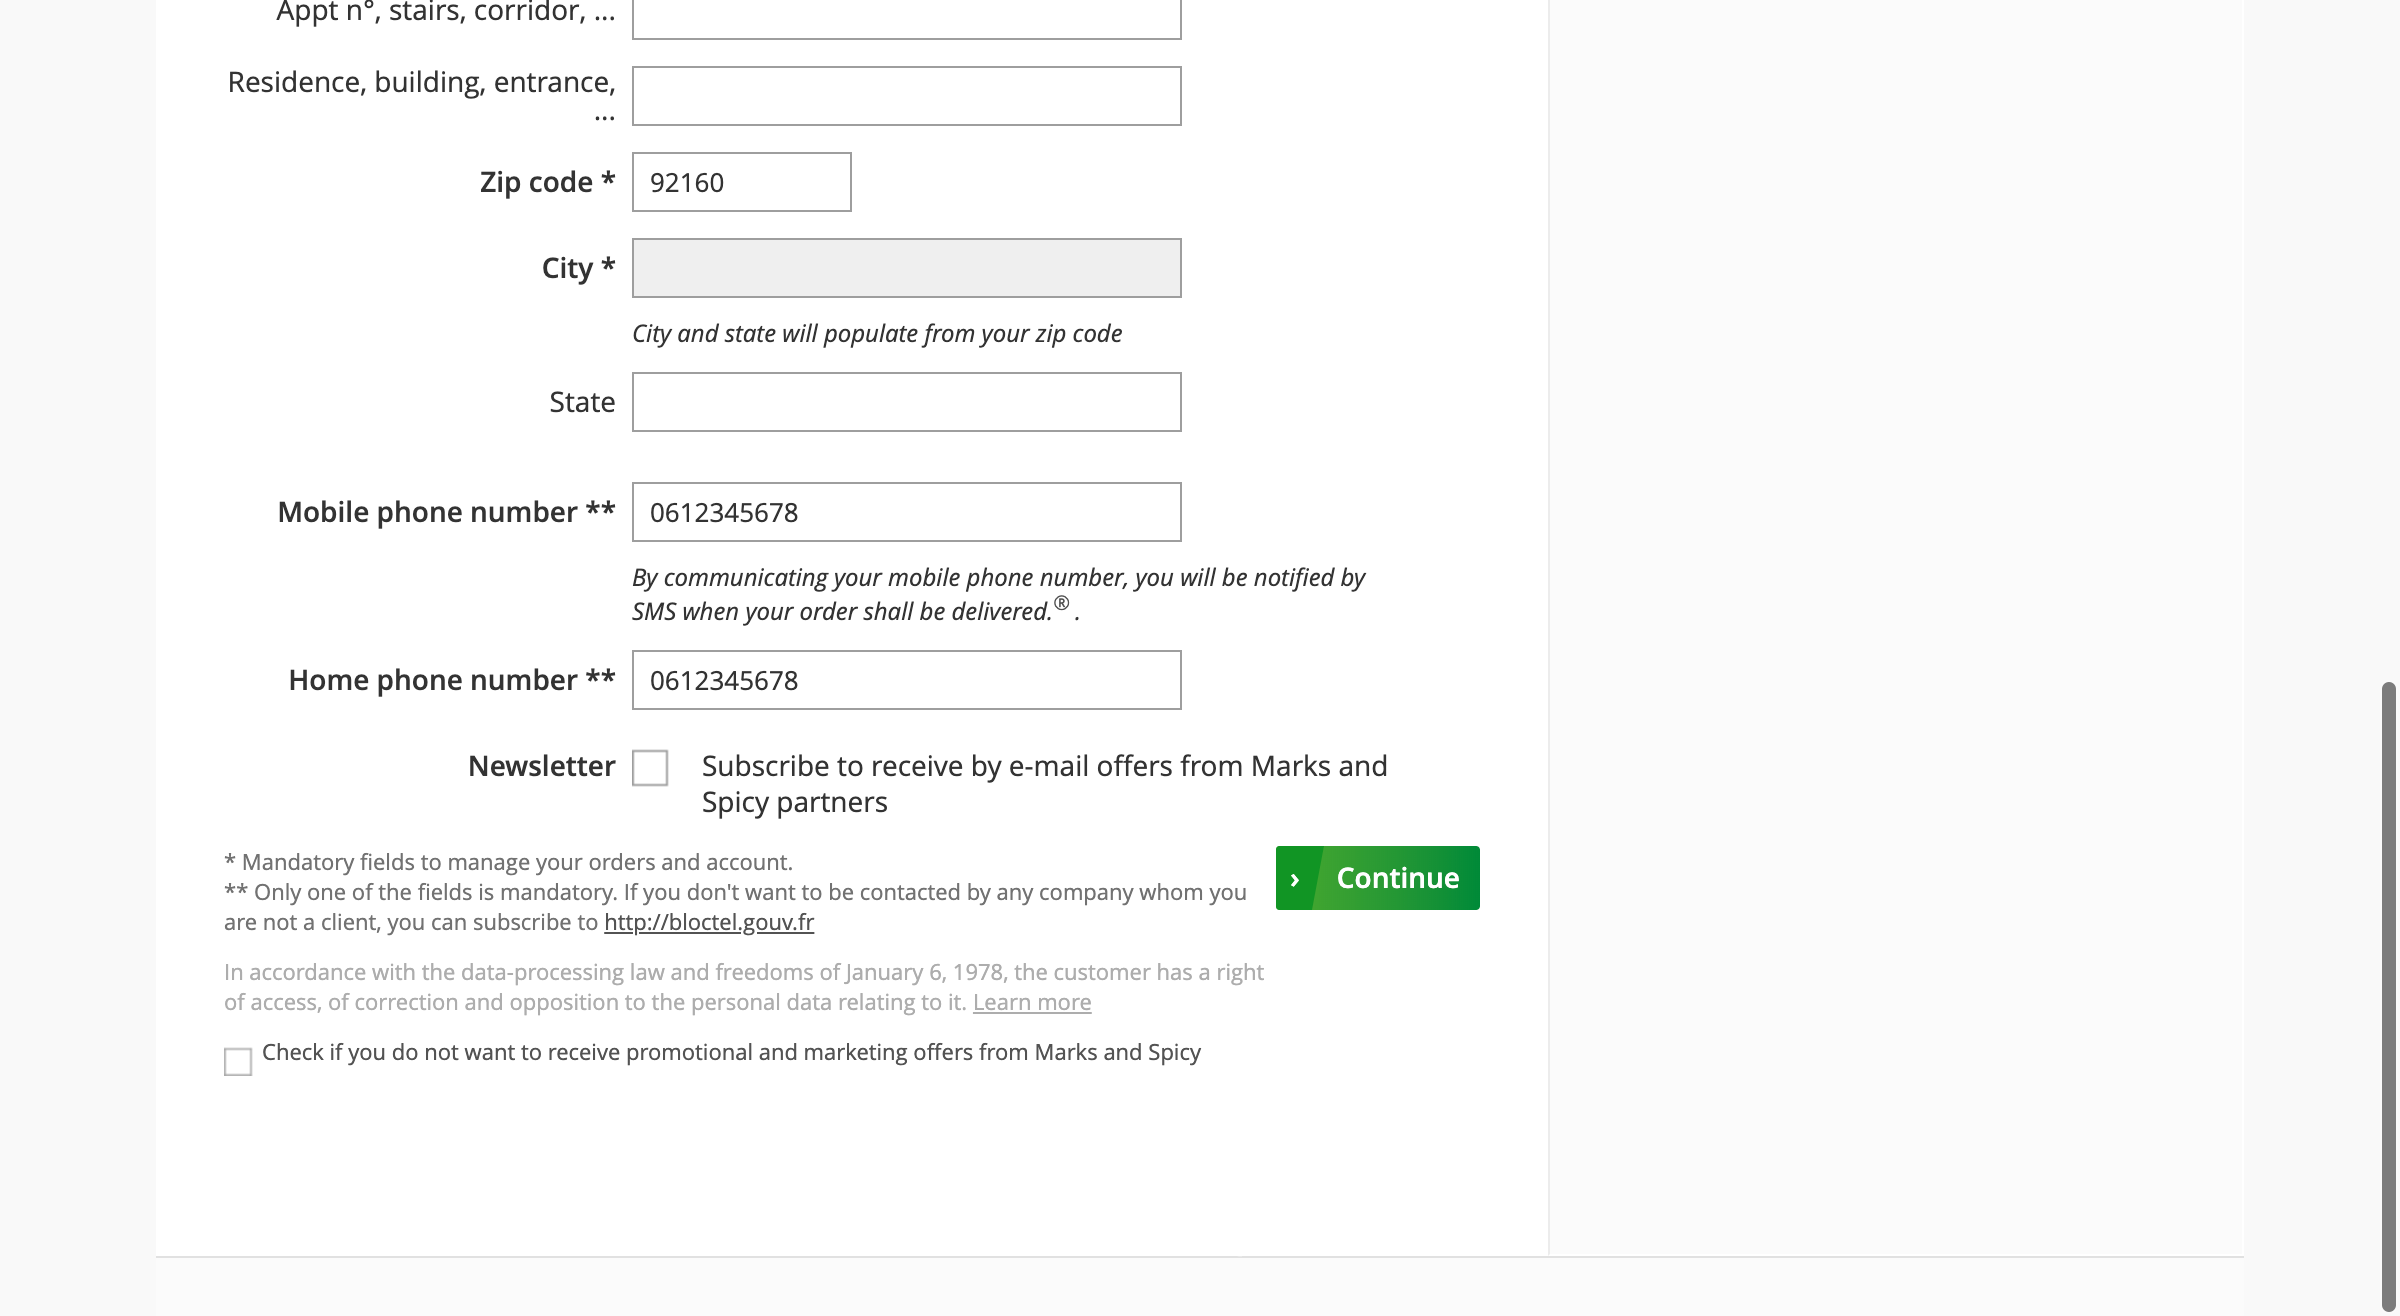 Appt n°, stairs, corridor, ...
Residence, building, entrance,
...
Zip code *
92160
City *
City and state will populate from your zip code
State
Mobile phone number **
0612345678
By communicating your mobile phone number, you will be notified by
SMS when your order shall be delivered.® .
Home phone number **
0612345678
Newsletter
Subscribe to receive by e-mail offers from Marks and
Spicy partners
* Mandatory fields to manage your orders and account.
** Only one of the fields is mandatory. If you don't want to be contacted by any company whom you
are not a client, you can subscribe to http://bloctel.gouv.fr
› Continue
In accordance with the data-processing law and freedoms of January 6, 1978, the customer has a right
of access, of correction and opposition to the personal data relating to it. Learn more
Check if you do not want to receive promotional and marketing offers from Marks and Spicy